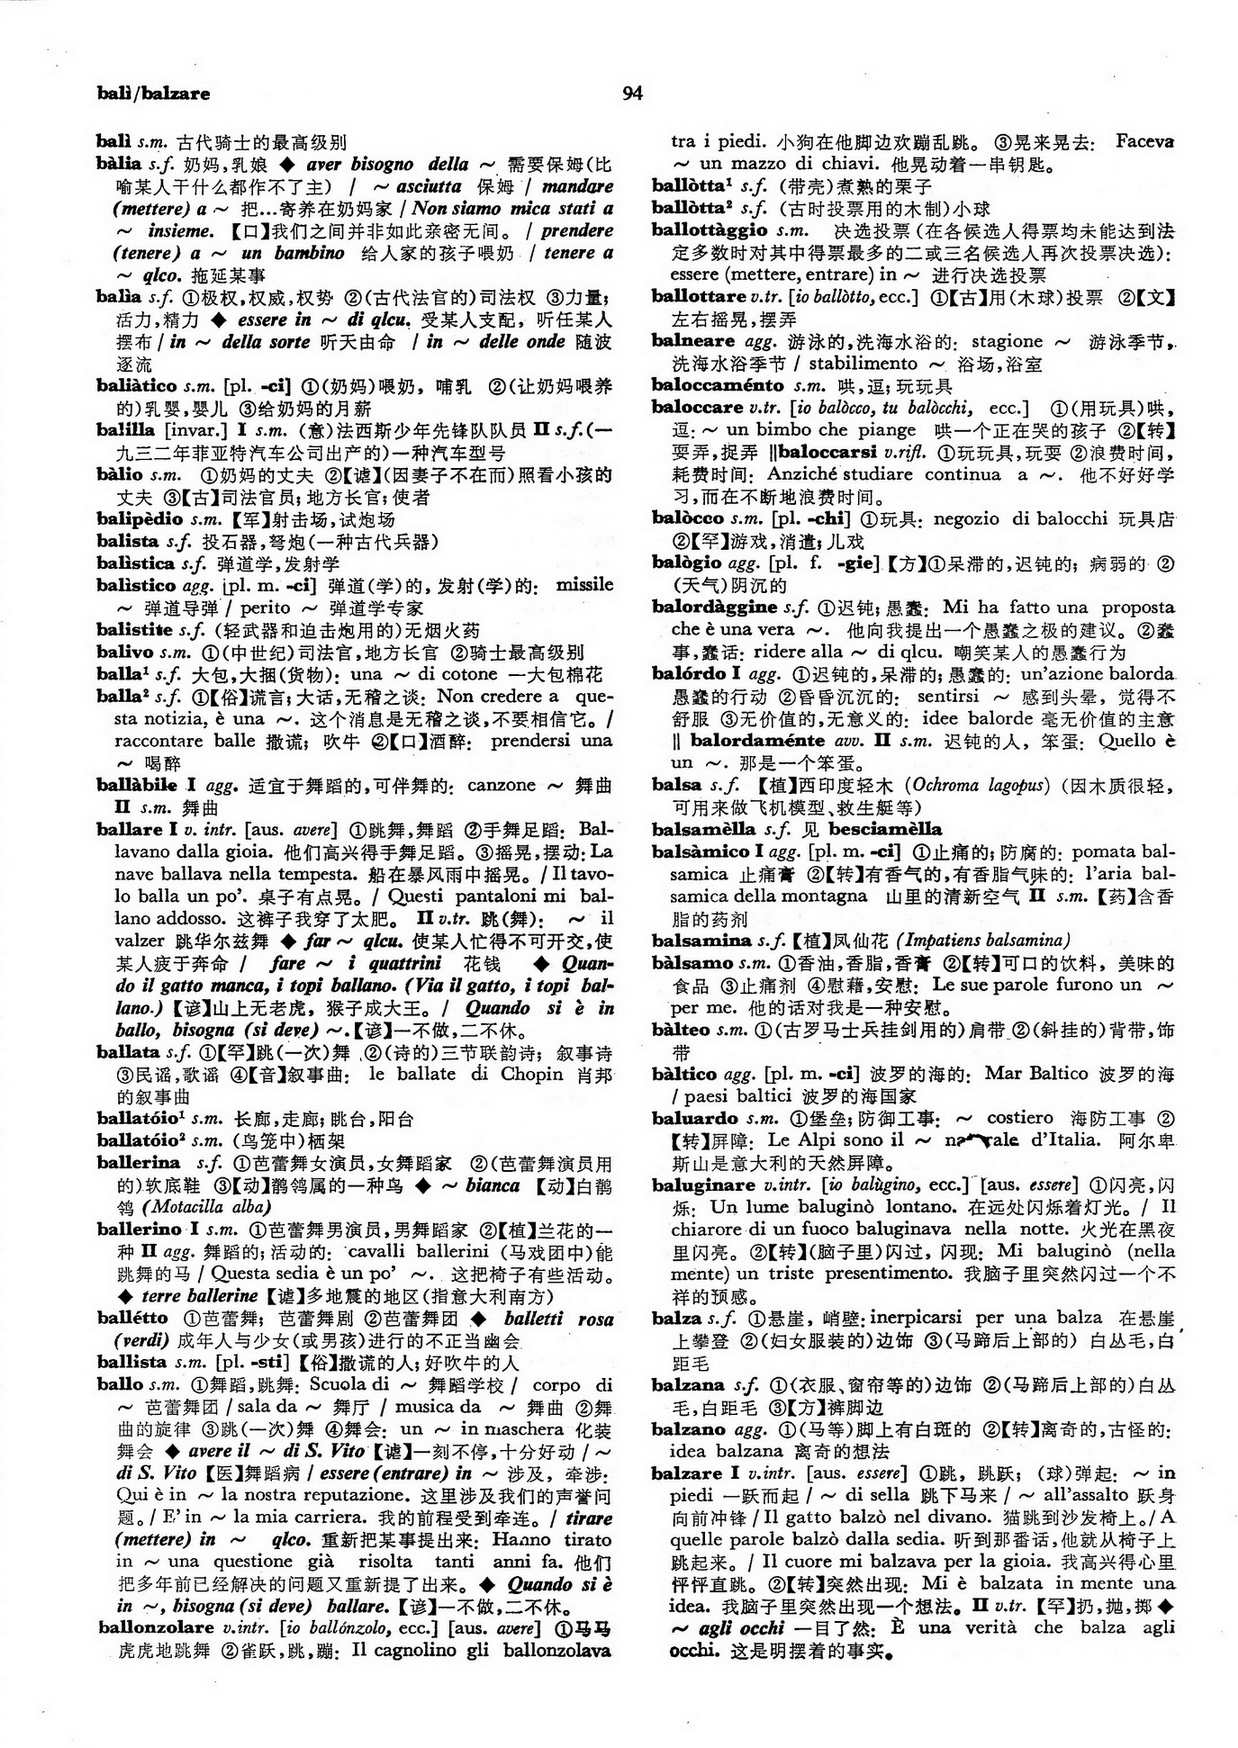 balì/balzare
94
balì s.m. 古代骑士的最高级别
bàlia s.f. 奶妈,乳娘 ◆ aver bisogno della ～ 需要保姆(比
喻某人干什么都作不了主) / ～ asciutta 保姆 / mandare
(mettere) a ～ 把…寄养在奶妈家 / Non siamo mica stati a
～ insieme. 【口】我们之间并非如此亲密无间。 / prendere
(tenere) a ～ un bambino 给人家的孩子喂奶 / tenere a
～ qlco. 拖延某事
balìa s.f. ①极权,权威,权势 ②(古代法官的)司法权 ③力量;
活力,精力 ◆ essere in ～ di qlcu. 受某人支配, 听任某人
摆布 / in ～ della sorte 听天由命 / in ～ delle onde 随波
逐流
baliàtico s.m. [pl. -ci] ①(奶妈)喂奶, 哺乳 ②(让奶妈喂养
的)乳婴,婴儿 ③给奶妈的月薪
balilla [invar.] I s.m. (意)法西斯少年先锋队队员 II s.f.(一
九三二年菲亚特汽车公司出产的)一种汽车型号
bàlio s.m. ①奶妈的丈夫 ②【谑】(因妻子不在而)照看小孩的
丈夫 ③【古】司法官员;地方长官;使者
balipèdio s.m. 【军】射击场,试炮场
balista s.f. 投石器,弩炮(一种古代兵器)
balìstica s.f. 弹道学,发射学
balìstico agg. [pl. m. -ci] 弹道(学)的,发射(学)的: missile
～ 弹道导弹 / perito ～ 弹道学专家
balistite s.f. (轻武器和迫击炮用的)无烟火药
balivo s.m. ①(中世纪)司法官,地方长官 ②骑士最高级别
balla¹ s.f. 大包,大捆(货物): una ～ di cotone 一大包棉花
balla² s.f. ①【俗】谎言;大话,无稽之谈: Non credere a que-
sta notizia, è una ～. 这个消息是无稽之谈,不要相信它。 /
raccontare balle 撒谎; 吹牛 ②【口】酒醉: prendersi una
～ 喝醉
ballàbile I agg. 适宜于舞蹈的,可伴舞的: canzone ～ 舞曲
II s.m. 舞曲
ballare I v. intr. [aus. avere] ①跳舞,舞蹈 ②手舞足蹈: Bal-
lavano dalla gioia. 他们高兴得手舞足蹈。 ③摇晃,摆动:La
nave ballava nella tempesta. 船在暴风雨中摇晃。 / Il tavo-
lo balla un po'. 桌子有点晃。 / Questi pantaloni mi bal-
lano addosso. 这裤子我穿了太肥。 II v.tr. 跳(舞): ～ il
valzer 跳华尔兹舞 ◆ far ～ qlcu. 使某人忙得不可开交,使
某人疲于奔命 / fare ～ i quattrini 花钱 ◆ Quan-
do il gatto manca, i topi ballano. (Via il gatto, i topi bal-
lano.) 【谚】山上无老虎, 猴子成大王。 / Quando si è in
ballo, bisogna (si deve) ～. 【谚】一不做,二不休。
ballata s.f. ①【罕】跳(一次)舞 ②(诗的)三节联韵诗; 叙事诗
③民谣,歌谣 ④【音】叙事曲: le ballate di Chopin 肖邦
的叙事曲
ballatóio¹ s.m. 长廊,走廊;眺台,阳台
ballatóio² s.m. (鸟笼中)栖架
ballerina s.f. ①芭蕾舞女演员,女舞蹈家 ②(芭蕾舞演员用
的)软底鞋 ③【动】鹡鸰属的一种鸟 ◆ ～ bianca 【动】白鹡
鸰 (Motacilla alba)
ballerino I s.m. ①芭蕾舞男演员,男舞蹈家 ②【植】兰花的一
种 II agg. 舞蹈的;活动的: cavalli ballerini (马戏团中)能
跳舞的马 / Questa sedia è un po' ～. 这把椅子有些活动。
◆ terre ballerine 【谑】多地震的地区(指意大利南方)
ballétto ①芭蕾舞; 芭蕾舞剧 ②芭蕾舞团 ◆ balletti rosa
(verdi) 成年人与少女(或男孩)进行的不正当幽会
ballista s.m. [pl. -sti] 【俗】撒谎的人;好吹牛的人
ballo s.m. ①舞蹈,跳舞: Scuola di ～ 舞蹈学校 / corpo di
～ 芭蕾舞团 / sala da ～ 舞厅 / musica da ～ 舞曲 ②舞
曲的旋律 ③跳(一次)舞 ④舞会: un ～ in maschera 化装
舞会 ◆ avere il ～ di S. Vito 【谑】一刻不停,十分好动 / ～
di S. Vito 【医】舞蹈病 / essere (entrare) in ～ 涉及, 牵涉:
Qui è in ～ la nostra reputazione. 这里涉及我们的声誉问
题。 / E' in ～ la mia carriera. 我的前程受到牵连。 / tirare
(mettere) in ～ qlco. 重新把某事提出来: Hanno tirato
in ～ una questione già risolta tanti anni fa. 他们
把多年前已经解决的问题又重新提了出来。 ◆ Quando si è
in ～, bisogna (si deve) ballare. 【谚】一不做,二不休。
ballonzolare v.intr. [io ballónzolo, ecc.] [aus. avere] ①马马
虎虎地跳舞 ②雀跃,跳,蹦: Il cagnolino gli ballonzolava
tra i piedi. 小狗在他脚边欢蹦乱跳。 ③晃来晃去: Faceva
～ un mazzo di chiavi. 他晃动着一串钥匙。
ballòtta¹ s.f. (带壳)煮熟的栗子
ballòtta² s.f. (古时投票用的木制)小球
ballottàggio s.m. 决选投票(在各候选人得票均未能达到法
定多数时对其中得票最多的二或三名候选人再次投票决选):
essere (mettere, entrare) in ～ 进行决选投票
ballottare v.tr. [io ballòtto, ecc.] ①【古】用(木球)投票 ②【文】
左右摇晃,摆弄
balneare agg. 游泳的,洗海水浴的: stagione ～ 游泳季节,
洗海水浴季节 / stabilimento ～ 浴场,浴室
baloccaménto s.m. 哄,逗;玩玩具
baloccare v.tr. [io balòcco, tu balòcchi, ecc.] ①(用玩具)哄,
逗: ～ un bimbo che piange 哄一个正在哭的孩子 ②【转】
耍弄,捉弄 ‖baloccarsi v.rifl. ①玩玩具,玩耍 ②浪费时间,
耗费时间: Anziché studiare continua a ～. 他不好好学
习,而在不断地浪费时间。
balòcco s.m. [pl. -chi] ①玩具: negozio di balocchi 玩具店
②【罕】游戏,消遣;儿戏
balògio agg. [pl. f. -gie] 【方】①呆滞的,迟钝的; 病弱的 ②
(天气)阴沉的
balordàggine s.f. ①迟钝;愚蠢: Mi ha fatto una proposta
che è una vera ～. 他向我提出一个愚蠢之极的建议。 ②蠢
事,蠢话: ridere alla ～ di qlcu. 嘲笑某人的愚蠢行为
balórdo I agg. ①迟钝的,呆滞的;愚蠢的: un'azione balorda
愚蠢的行动 ②昏昏沉沉的: sentirsi ～ 感到头晕, 觉得不
舒服 ③无价值的,无意义的: idee balorde 毫无价值的主意
‖ balordaménte avv. II s.m. 迟钝的人, 笨蛋: Quello è
un ～. 那是一个笨蛋。
balsa s.f. 【植】西印度轻木 (Ochroma lagopus) (因木质很轻,
可用来做飞机模型、救生艇等)
balsamèlla s.f. 见 besciamèlla
balsàmico I agg. [pl. m. -ci] ①止痛的;防腐的: pomata bal-
samica 止痛膏 ②【转】有香气的,有香脂气味的: l'aria bal-
samica della montagna 山里的清新空气 II s.m. 【药】含香
脂的药剂
balsamina s.f. 【植】凤仙花 (Impatiens balsamina)
bàlsamo s.m. ①香油,香脂,香膏 ②【转】可口的饮料, 美味的
食品 ③止痛剂 ④慰藉,安慰: Le sue parole furono un ～
per me. 他的话对我是一种安慰。
bàlteo s.m. ①(古罗马士兵挂剑用的)肩带 ②(斜挂的)背带,饰
带
bàltico agg. [pl. m. -ci] 波罗的海的: Mar Baltico 波罗的海
/ paesi baltici 波罗的海国家
baluardo s.m. ①堡垒;防御工事: ～ costiero 海防工事 ②
【转】屏障: Le Alpi sono il ～ d'Italia. 阿尔卑
斯山是意大利的天然屏障。
baluginare v.intr. [io balùgino, ecc.] [aus. essere] ①闪亮,闪
烁: Un lume baluginò lontano. 在远处闪烁着灯光。 / Il
chiarore di un fuoco baluginava nella notte. 火光在黑夜
里闪亮。 ②【转】(脑子里)闪过, 闪现: Mi baluginò (nella
mente) un triste presentimento. 我脑子里突然闪过一个不
祥的预感。
balza s.f. ①悬崖, 峭壁: inerpicarsi per una balza 在悬崖
上攀登 ②(妇女服装的)边饰 ③(马蹄后上部的) 白丛毛,白
距毛
balzana s.f. ①(衣服、窗帘等的)边饰 ②(马蹄后上部的)白丛
毛,白距毛 ③【方】裤脚边
balzano agg. ①(马等)脚上有白斑的 ②【转】离奇的,古怪的:
idea balzana 离奇的想法
balzare I v.intr. [aus. essere] ①跳, 跳跃; (球)弹起: ～ in
piedi 一跃而起 / ～ di sella 跳下马来 / ～ all'assalto 跃身
向前冲锋 / Il gatto balzò nel divano. 猫跳到沙发椅上。 / A
quelle parole balzò dalla sedia. 听到那番话,他就从椅子上
跳起来。 / Il cuore mi balzava per la gioia. 我高兴得心里
怦怦直跳。 ②【转】突然出现: Mi è balzata in mente una
idea. 我脑子里突然出现一个想法。 II v.tr. 【罕】扔,抛,掷 ◆
～ agli occhi 一目了然: È una verità che balza agli
occhi. 这是明摆着的事实。